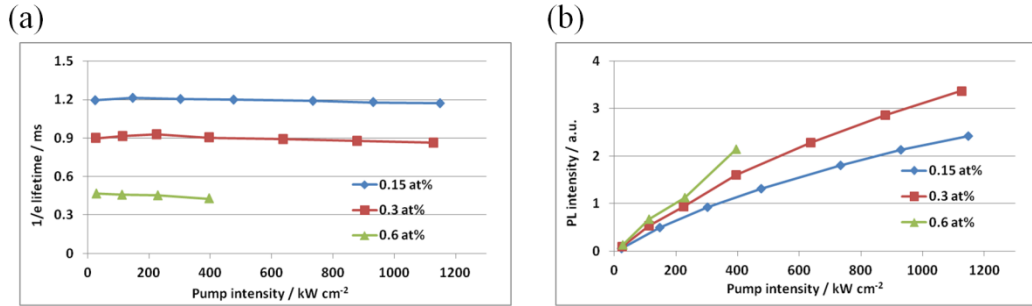 (a)
(b)
1.5
1.2
0.9
0.6
0.3
0
0 200 400 600 800 1000 1200
1/e lifetime / ms
Pump intensity / kW cm⁻²
0.15 at%
0.3 at%
0.6 at%
4
3
2
1
0
0 200 400 600 800 1000 1200
PL intensity / a.u.
Pump intensity / kW cm⁻²
0.15 at%
0.3 at%
0.6 at%